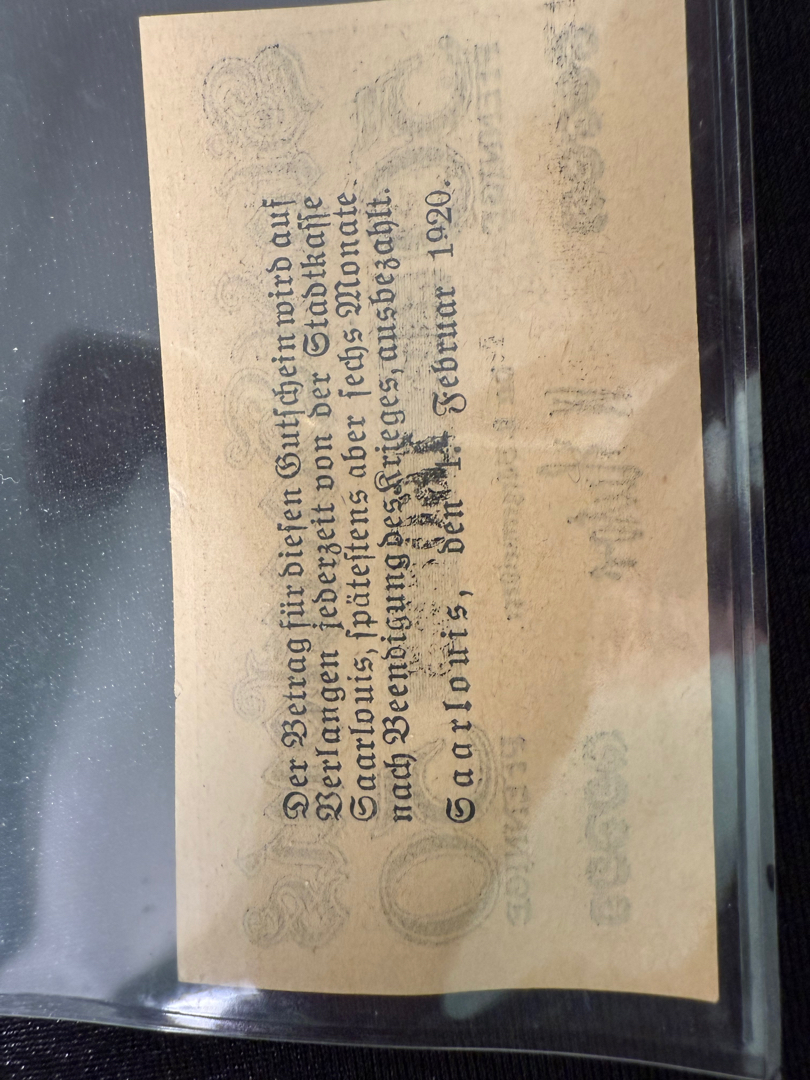 Der Betrag für diesen Gutschein wird auf
Verlangen jederzeit von der Stadtkasse
Saarlouis, spätestens aber sechs Monate
nach Beendigung des Krieges, ausbezahlt.
Saarlouis, den 1. Februar 1920.